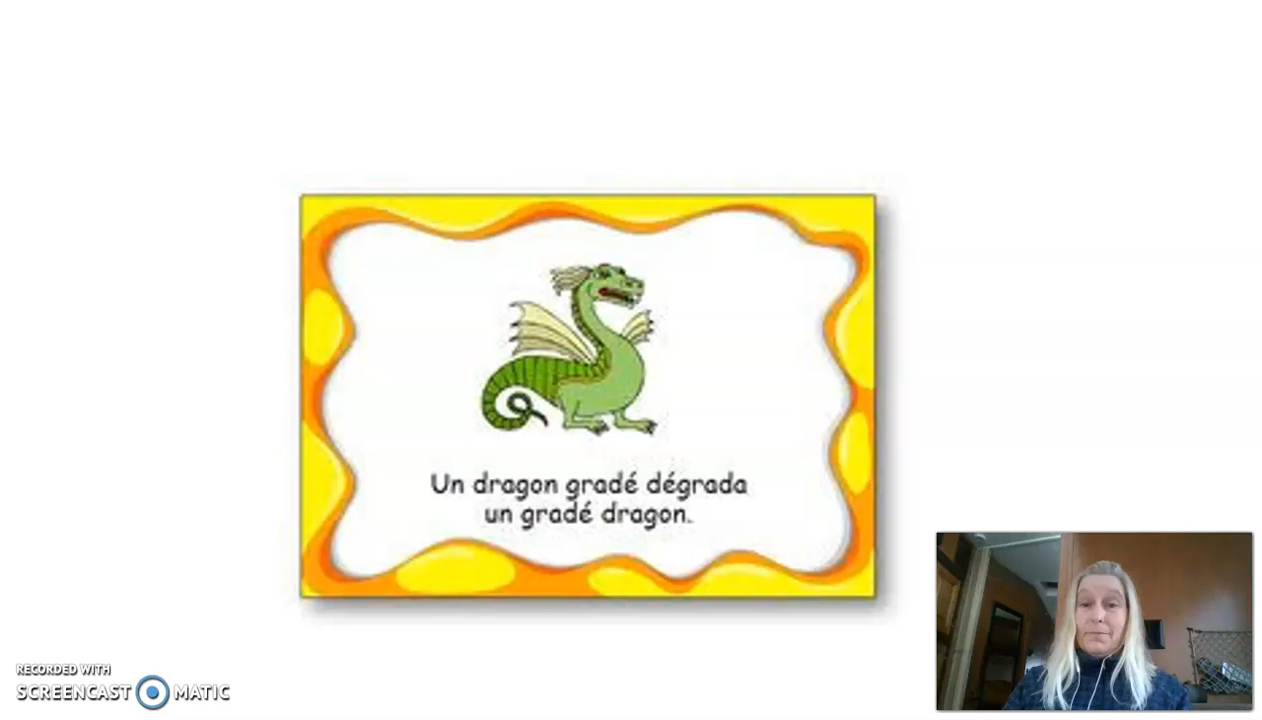 Un dragon gradé dégrada
un gradé dragon.
RECORDED WITH
SCREENCAST MATIC